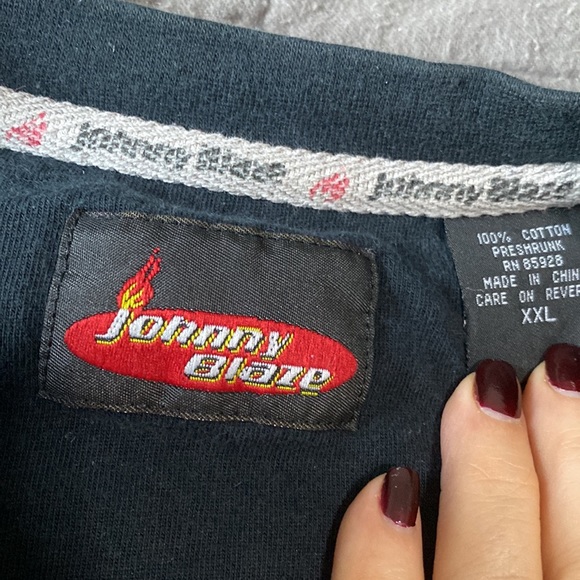 Johnny Blaze Johnny Blaze
Johnny
Blaze
100% COTTON
PRESHRUNK
RN 85928
MADE IN CHIN
CARE ON REVER
XXL